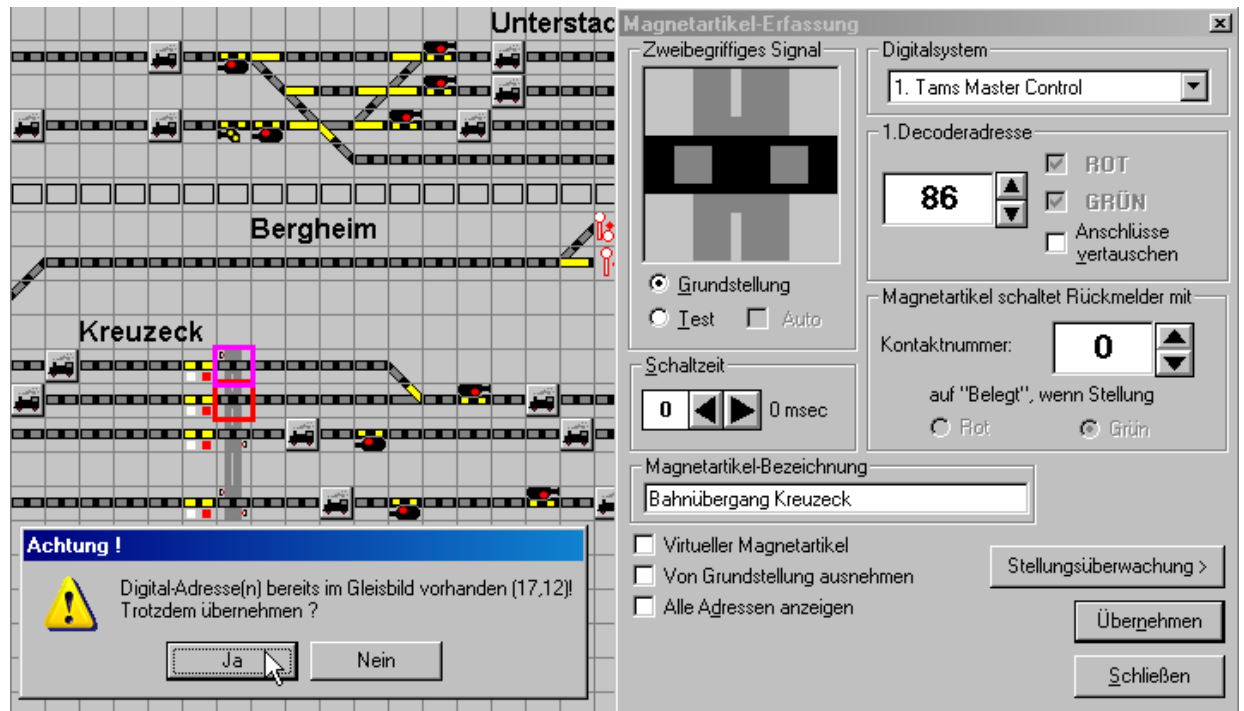 Unterstad
Bergheim
Kreuzeck
Achtung !
Digital-Adresse(n) bereits im Gleisbild vorhanden (17,12)!
Trotzdem übernehmen ?
Ja
Nein
Magnetartikel-Erfassung
Zweibegriffiges Signal
Grundstellung
Test
Auto
Schaltzeit
0
0 msec
Digitalsystem
1. Tams Master Control
1.Decoderadresse
86
ROT
GRÜN
Anschlüsse
vertauschen
Magnetartikel schaltet Rückmelder mit
Kontaktnummer:
0
auf "Belegt", wenn Stellung
Rot
Grün
Magnetartikel-Bezeichnung
Bahnübergang Kreuzeck
Virtueller Magnetartikel
Von Grundstellung ausnehmen
Alle Adressen anzeigen
Stellungsüberwachung >
Übernehmen
Schließen